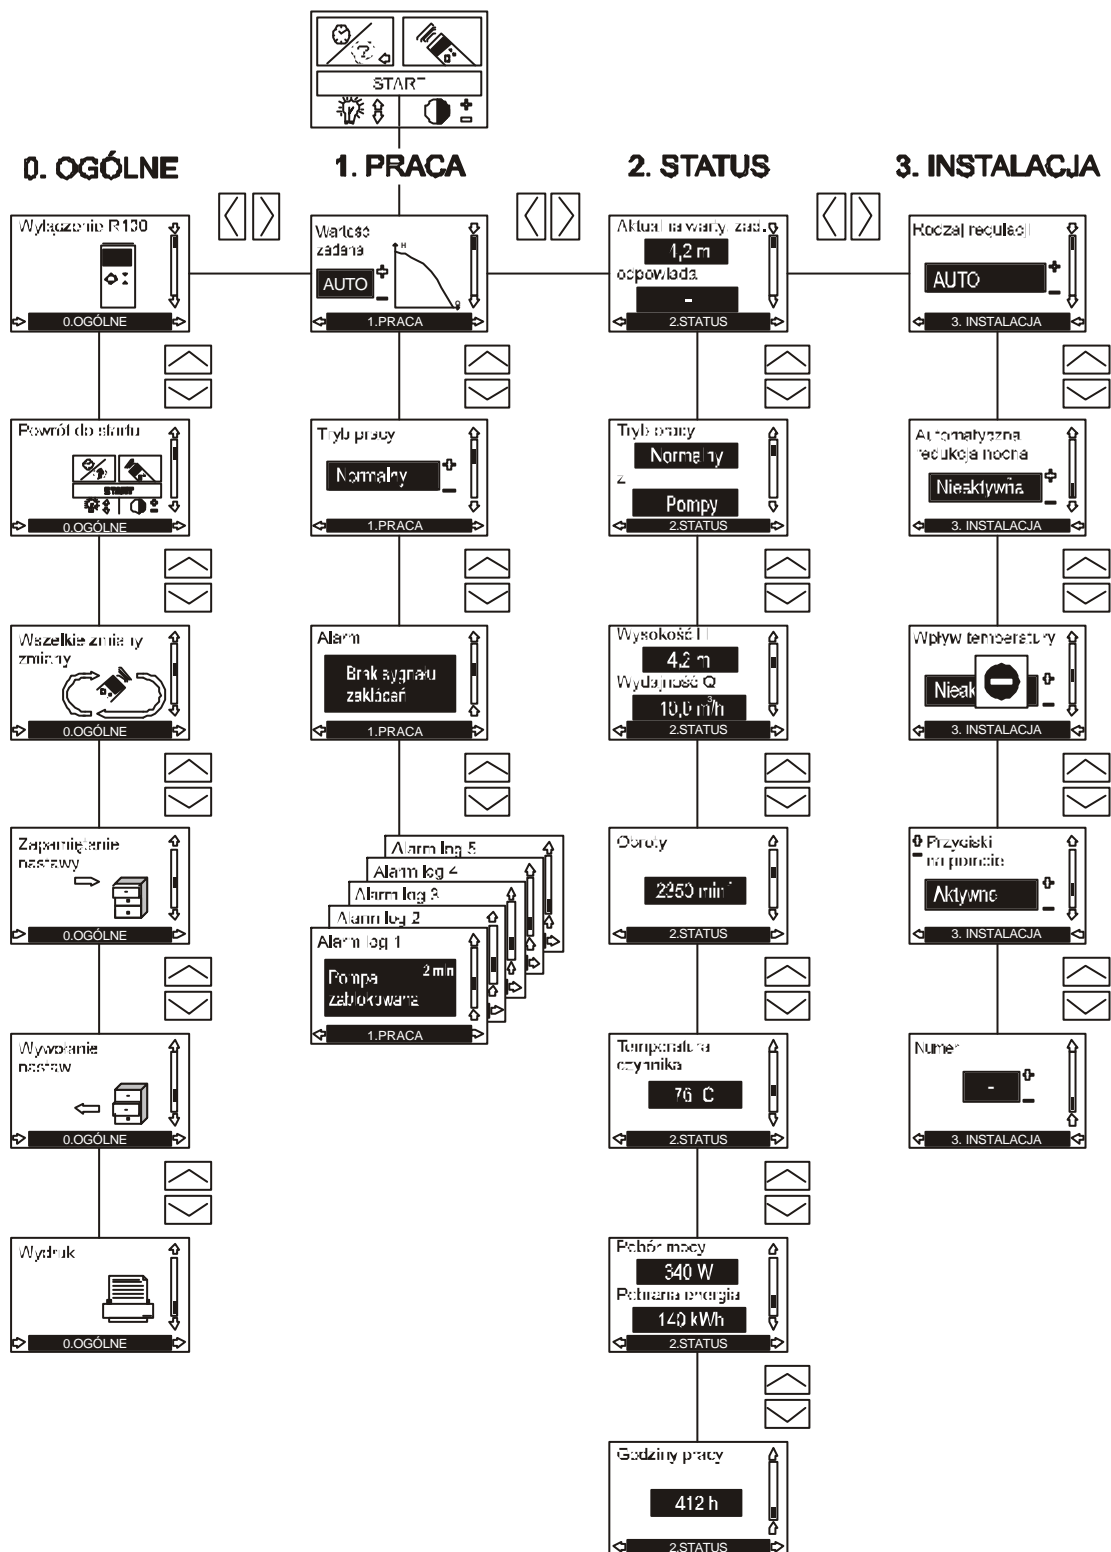 START
0. OGÓLNE
1. PRACA
2. STATUS
3. INSTALACJA
Wyłączenie R100
0.OGÓLNE
Wartość
zadana
H
AUTO
Q
1.PRACA
Aktualna warty. zad.
4,2 m
odpowiada
-
2.STATUS
Rodzaj regulacji
AUTO
3. INSTALACJA
Powrót do startu
START
0.OGÓLNE
Tryb pracy
Normalny
1.PRACA
Tryb pracy
Normalny
z
Pompy
2.STATUS
Automatyczna
redukcja nocna
Nieaktywna
3. INSTALACJA
Wszelkie zmiany
zmiany
0.OGÓLNE
Alarm
Brak sygnału
zakłóceń
1.PRACA
Wysokość H
4,2 m
Wydajność Q
10,0 m³/h
2.STATUS
Wpływ temperatury
Nieak
3. INSTALACJA
Zapamiętanie
nastawy
0.OGÓLNE
Alarm log 5
Alarm log 4
Alarm log 3
Alarm log 2
Alarm log 1
Pompa 2 min
zablokowana
1.PRACA
Obroty
min
2.STATUS
Przyciski
na pompie
Aktywne
3. INSTALACJA
Wywołanie
nastaw
0.OGÓLNE
Temperatura
czynnika
76 C
2.STATUS
Numer
-
3. INSTALACJA
Wydruk
0.OGÓLNE
Pobór mocy
340 W
Pobrana energia
140 kWh
2.STATUS
Godziny pracy
412 h
2.STATUS